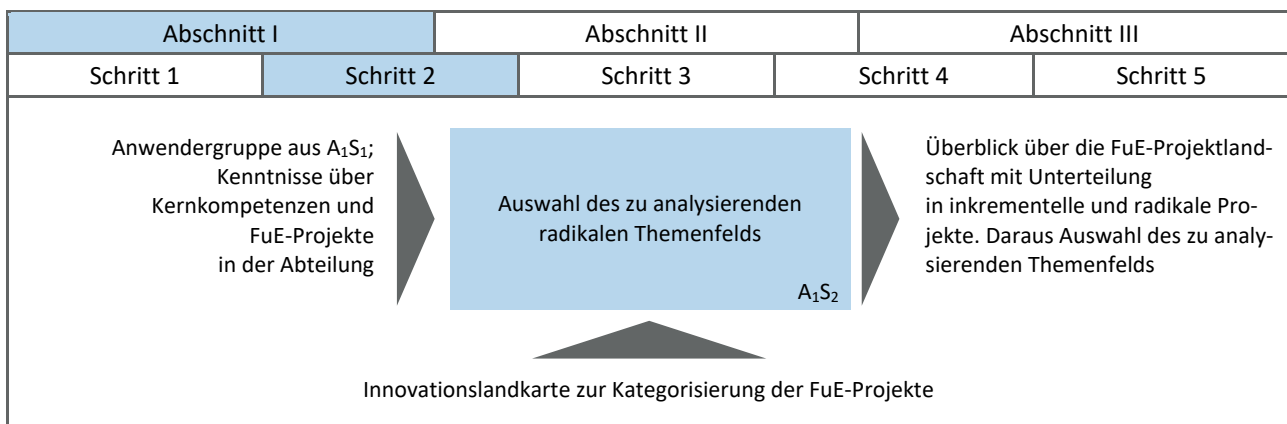 Abschnitt I
Abschnitt II
Abschnitt III
Schritt 1
Schritt 2
Schritt 3
Schritt 4
Schritt 5
Anwendergruppe aus A₁S₁;
Kenntnisse über
Kernkompetenzen und
FuE-Projekte
in der Abteilung
Auswahl des zu analysierenden
radikalen Themenfelds
A₁S₂
Überblick über die FuE-Projektland-
schaft mit Unterteilung
in inkrementelle und radikale Pro-
jekte. Daraus Auswahl des zu analy-
sierenden Themenfelds
Innovationslandkarte zur Kategorisierung der FuE-Projekte